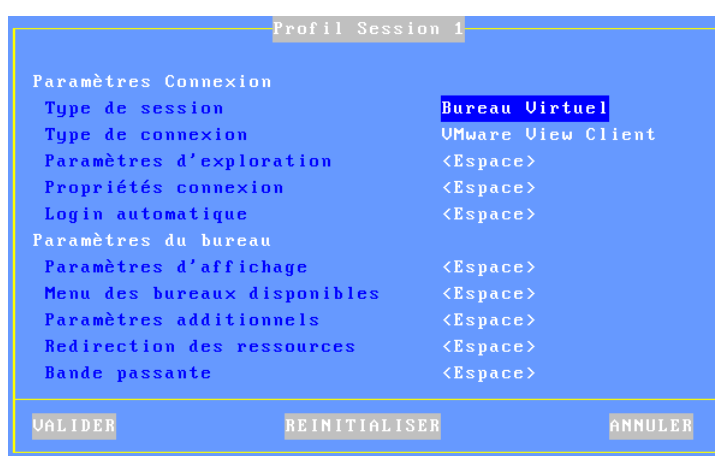 Profil Session 1
Paramètres Connexion
Type de session Bureau Virtuel
Type de connexion VMware View Client
Paramètres d'exploration <Espace>
Propriétés connexion <Espace>
Login automatique <Espace>
Paramètres du bureau
Paramètres d'affichage <Espace>
Menu des bureaux disponibles <Espace>
Paramètres additionnels <Espace>
Redirection des ressources <Espace>
Bande passante <Espace>
VALIDER REINITIALISER ANNULER